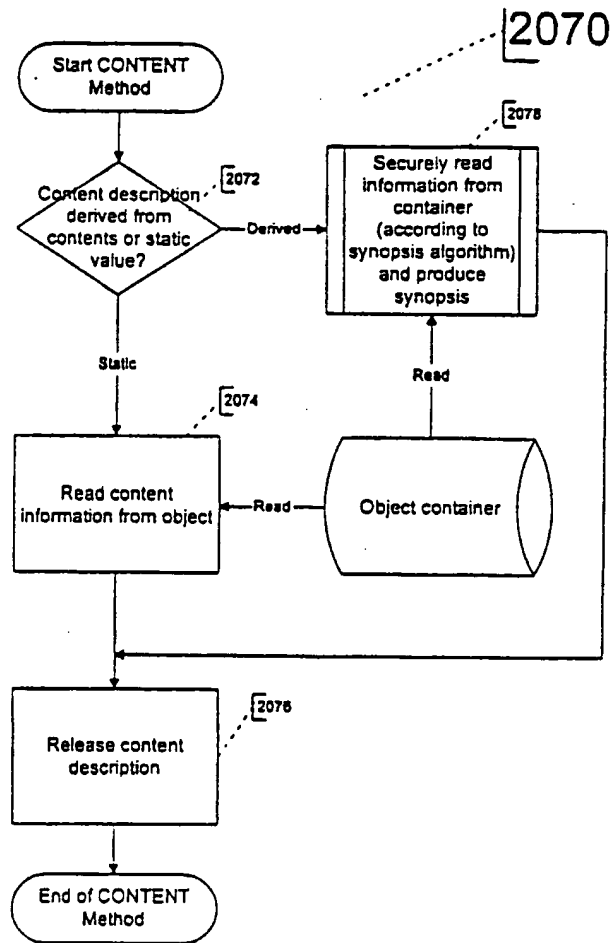 2070
Start CONTENT
Method
2078
2072
Content description
derived from
contents or static
value?
Derived
Securely read
information from
container
(according to
synopsis algorithm)
and produce
synopsis
Static
Read
2074
Read content
information from object
Read
Object container
2076
Release content
description
End of CONTENT
Method